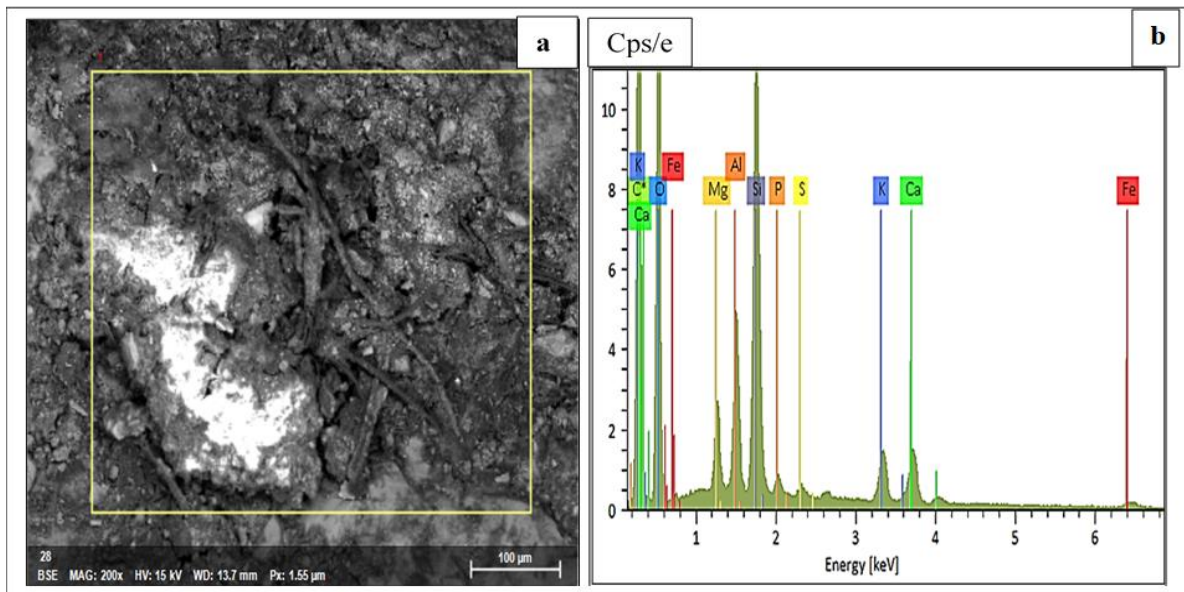 a
1
28
BSE MAG: 200x HV: 15 kV WD: 13.7 mm Px: 1.55 µm
100 µm
b
Cps/e
10
8
6
4
2
0
K Fe Al
C* O Mg Si P S K Ca Fe
Ca
1 2 3 4 5 6
Energy [keV]